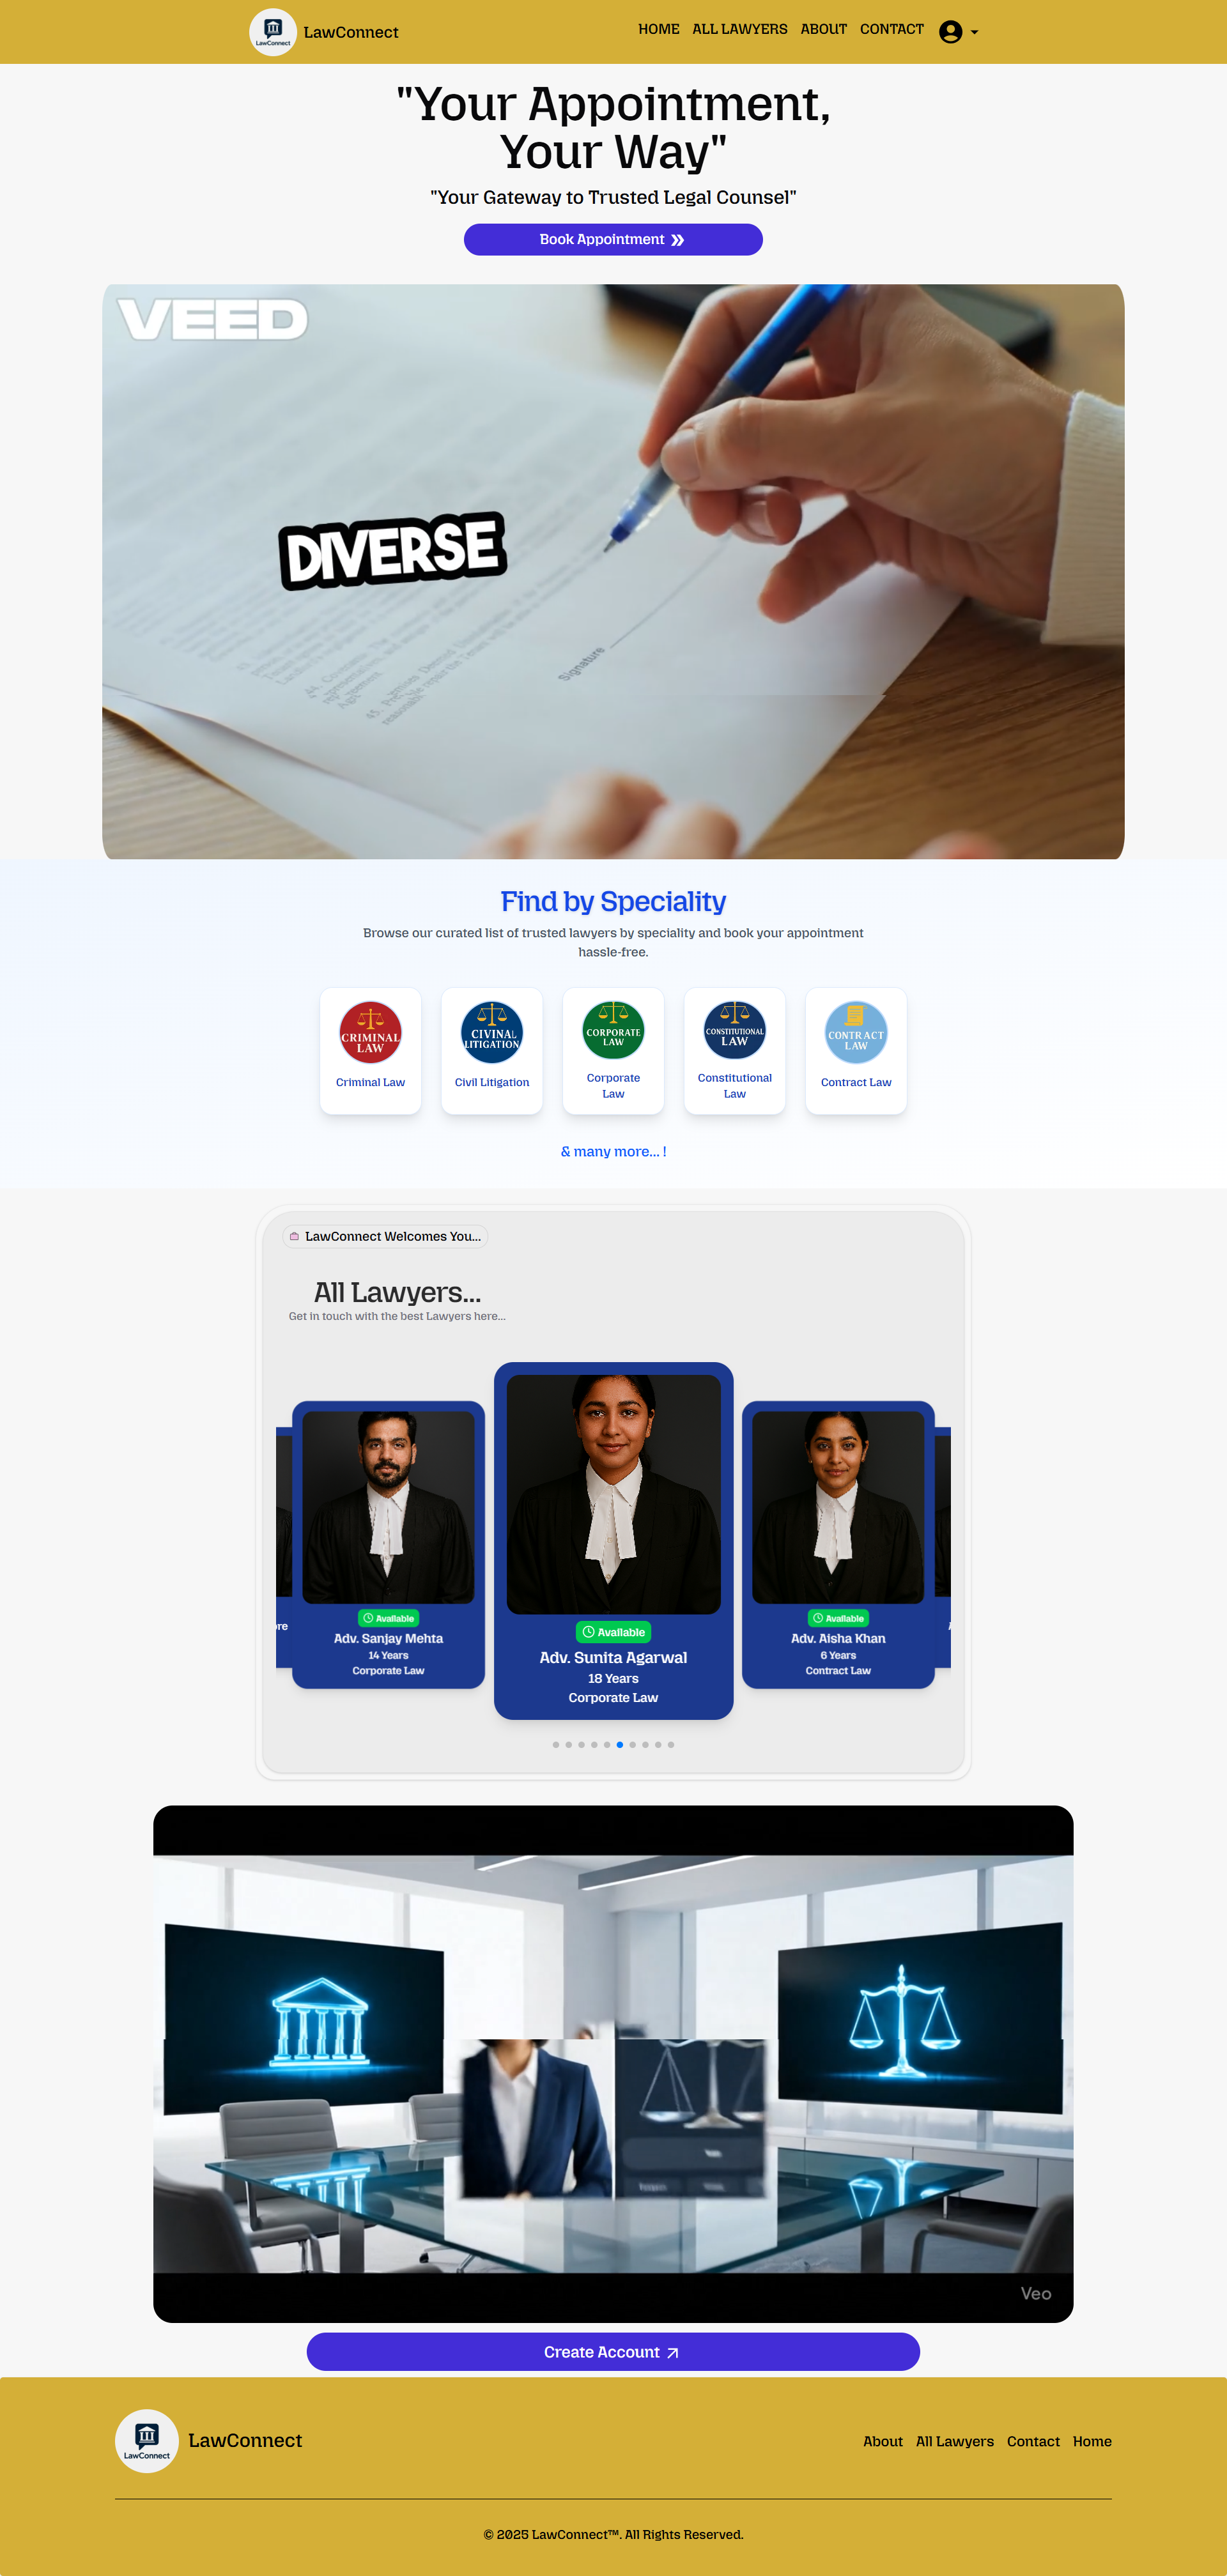 LawConnect
LawConnect
HOME ALL LAWYERS ABOUT CONTACT
"Your Appointment,
Your Way"
"Your Gateway to Trusted Legal Counsel"
Book Appointment
VEED
DIVERSE
Signature
Find by Speciality
Browse our curated list of trusted lawyers by speciality and book your appointment
hassle-free.
CRIMINAL
LAW
Criminal Law
CIVINAL
LITIGATION
Civil Litigation
CORPORATE
LAW
Corporate
Law
CONSTITUTIONAL
LAW
Constitutional
Law
CONTRACT
LAW
Contract Law
& many more... !
LawConnect Welcomes You...
All Lawyers...
Get in touch with the best Lawyers here...
Available
Adv. Sanjay Mehta
14 Years
Corporate Law
Available
Adv. Sunita Agarwal
18 Years
Corporate Law
Available
Adv. Aisha Khan
6 Years
Contract Law
Veo
Create Account
LawConnect
LawConnect
About All Lawyers Contact Home
© 2025 LawConnect™. All Rights Reserved.